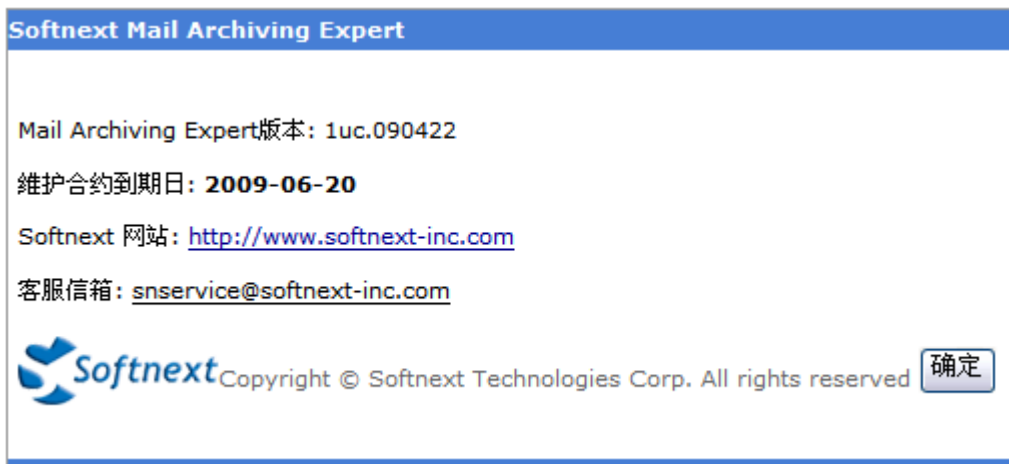 Softnext Mail Archiving Expert
Mail Archiving Expert版本: 1uc.090422
维护合约到期日: 2009-06-20
Softnext 网站: http://www.softnext-inc.com
客服信箱: snservice@softnext-inc.com
Softnext Copyright © Softnext Technologies Corp. All rights reserved 确定